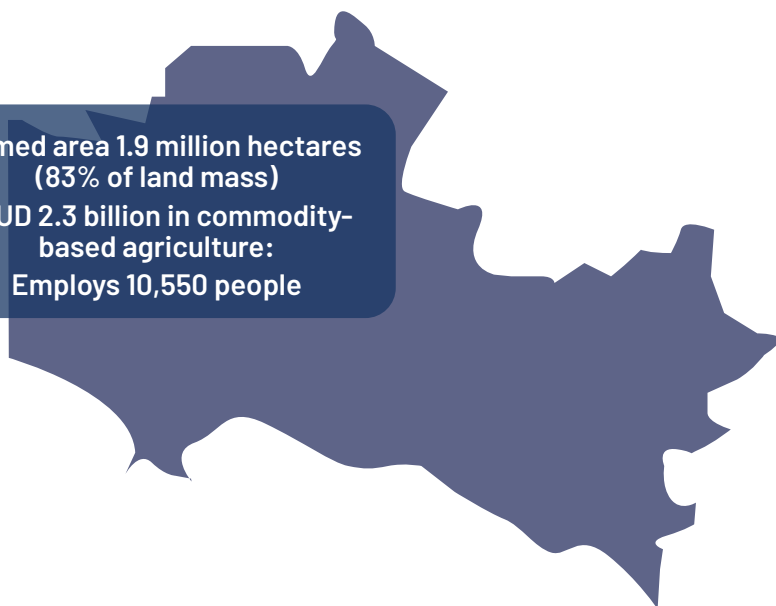 med area 1.9 million hectares
(83% of land mass)
UD 2.3 billion in commodity-
based agriculture:
Employs 10,550 people